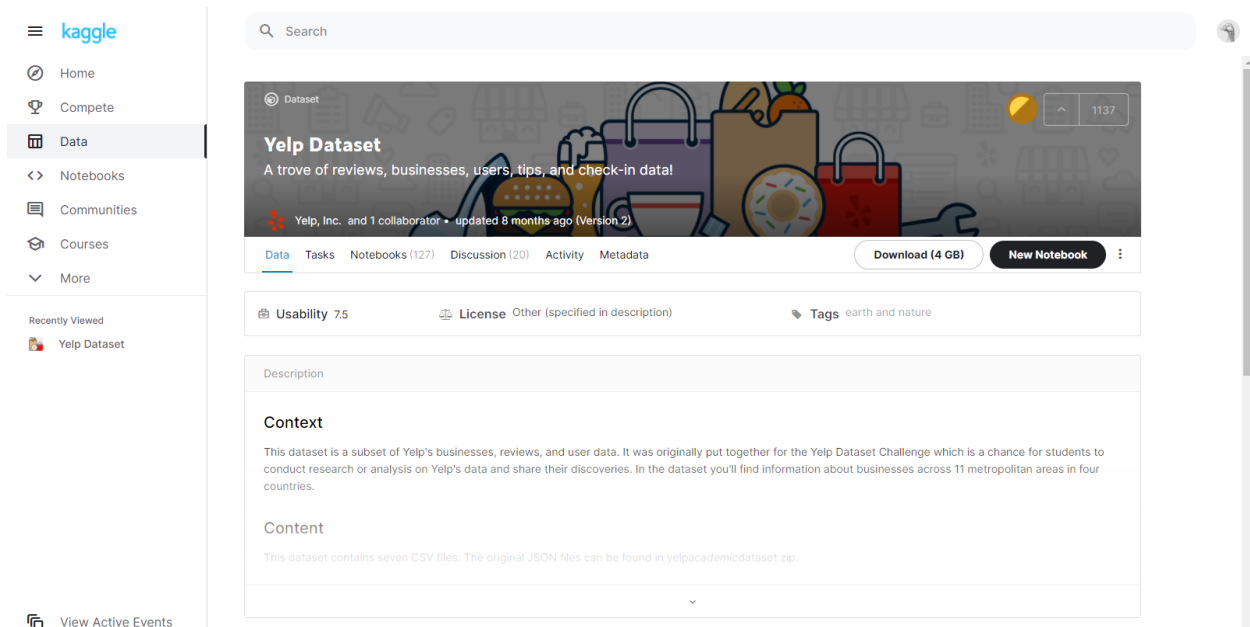 kaggle
Search
Home
Compete
Data
Notebooks
Communities
Courses
More
Recently Viewed
Yelp Dataset
View Active Events
Dataset
1137
Yelp Dataset
A trove of reviews, businesses, users, tips, and check-in data!
Yelp, Inc. and 1 collaborator • updated 8 months ago (Version 2)
Data Tasks Notebooks (127) Discussion (20) Activity Metadata Download (4 GB) New Notebook
Usability 7.5 License Other (specified in description) Tags earth and nature
Description
Context
This dataset is a subset of Yelp's businesses, reviews, and user data. It was originally put together for the Yelp Dataset Challenge which is a chance for students to
conduct research or analysis on Yelp's data and share their discoveries. In the dataset you'll find information about businesses across 11 metropolitan areas in four
countries.
Content
This dataset contains seven CSV files. The original JSON files can be found in yelpacademicdataset.zip.